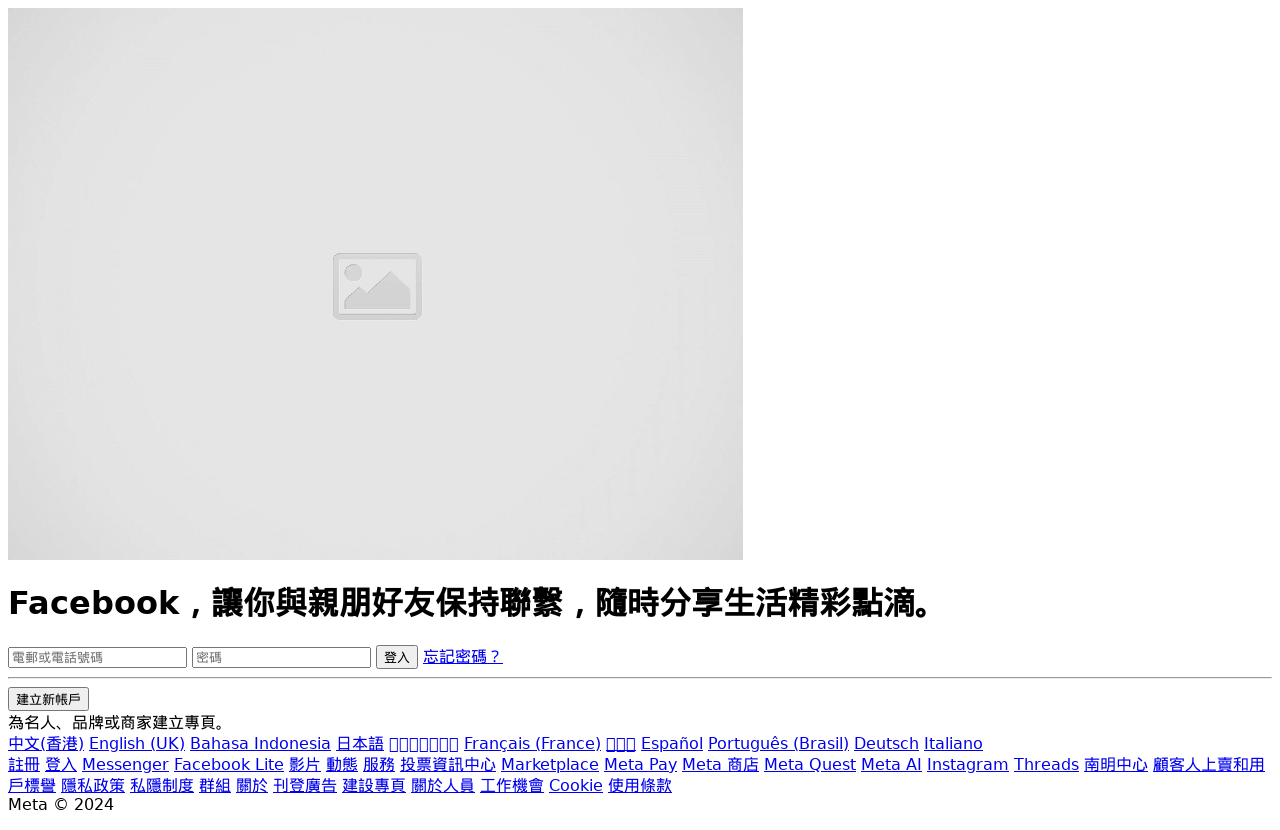 Facebook，讓你與親朋好友保持聯繫，隨時分享生活精彩點滴。
電郵或電話號碼 密碼 登入 忘記密碼？
建立新帳戶
為名人、品牌或商家建立專頁。
中文(香港) English (UK) Bahasa Indonesia 日本語 Français (France) Español Português (Brasil) Deutsch Italiano
註冊 登入 Messenger Facebook Lite 影片 動態 服務 投票資訊中心 Marketplace Meta Pay Meta 商店 Meta Quest Meta AI Instagram Threads 南明中心 顧客人上賣和用
戶標譽 隱私政策 私隱制度 群組 關於 刊登廣告 建設專頁 關於人員 工作機會 Cookie 使用條款
Meta © 2024